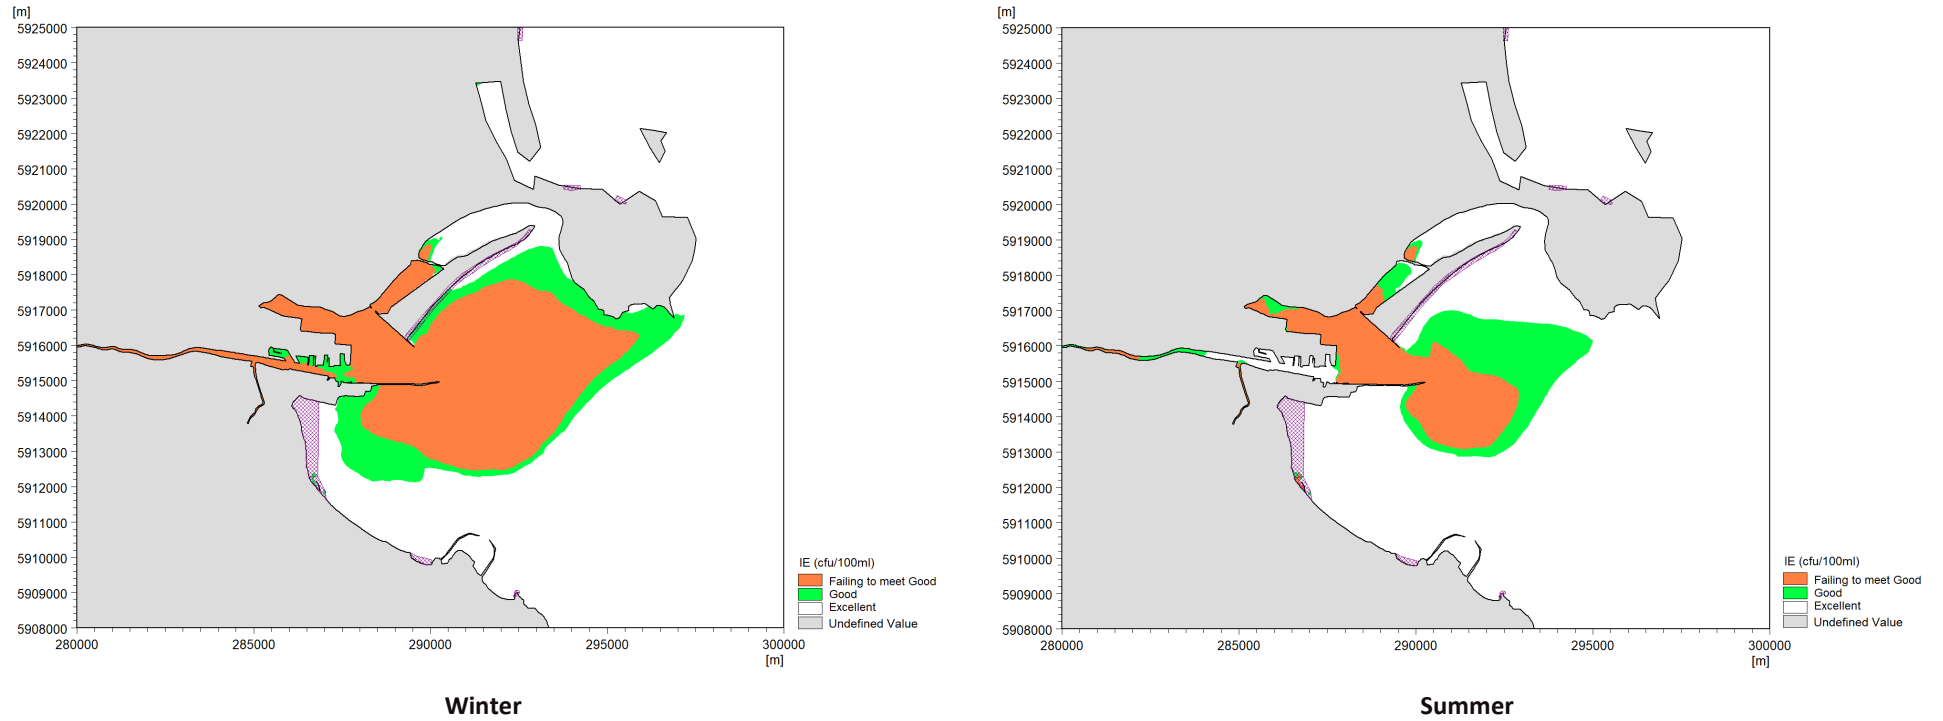 [m]
5925000
5924000
5923000
5922000
5921000
5920000
5919000
5918000
5917000
5916000
5915000
5914000
5913000
5912000
5911000
5910000
5909000
5908000
280000 285000 290000 295000 300000
[m]
IE (cfu/100ml)
Failing to meet Good
Good
Excellent
Undefined Value
Winter
[m]
5925000
5924000
5923000
5922000
5921000
5920000
5919000
5918000
5917000
5916000
5915000
5914000
5913000
5912000
5911000
5910000
5909000
5908000
280000 285000 290000 295000 300000
[m]
IE (cfu/100ml)
Failing to meet Good
Good
Excellent
Undefined Value
Summer